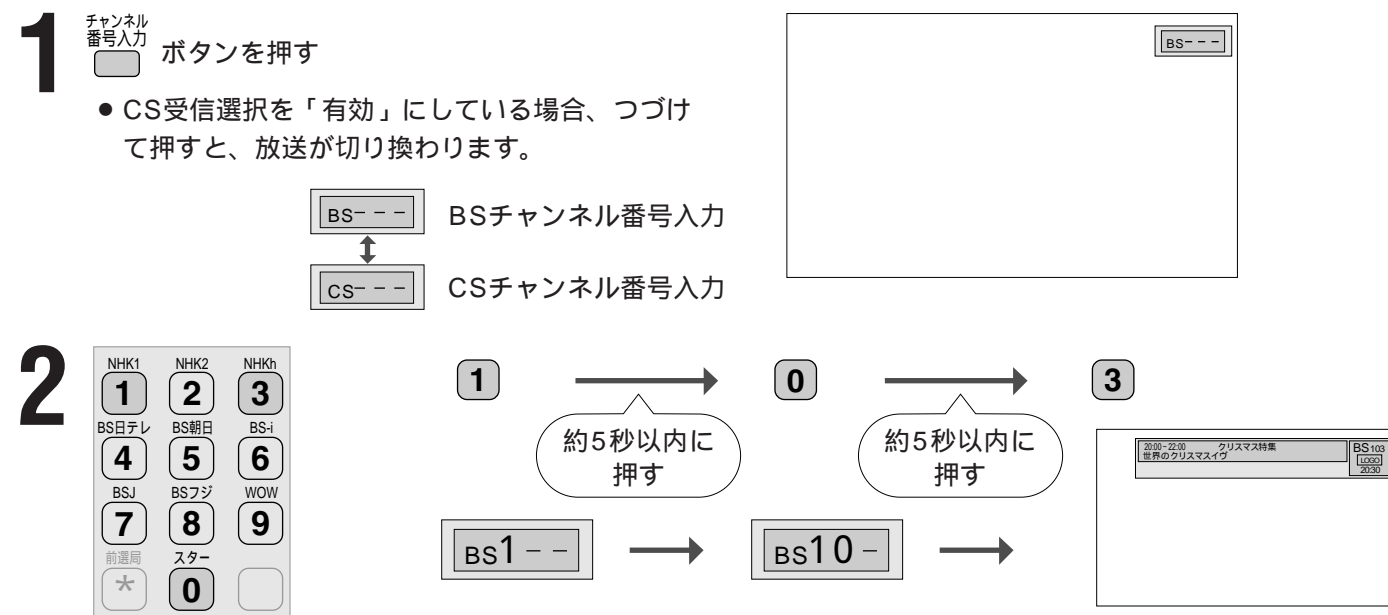 1
チャンネル
番号入力
ボタンを押す
● CS受信選択を「有効」にしている場合、つづけ
て押すと、放送が切り換わります。
BS– – –
BSチャンネル番号入力
CS– – –
CSチャンネル番号入力
BS– – –
2
NHK1 NHK2 NHKh
1 2 3
BS日テレ BS朝日 BS-i
4 5 6
BSJ BSフジ WOW
7 8 9
前選局 スター
* 0
1 0 3
約5秒以内に
押す
約5秒以内に
押す
BS1 – –
BS10 –
20:00-22:00 クリスマス特集
世界のクリスマスイヴ
BS103
LOGO
20:30